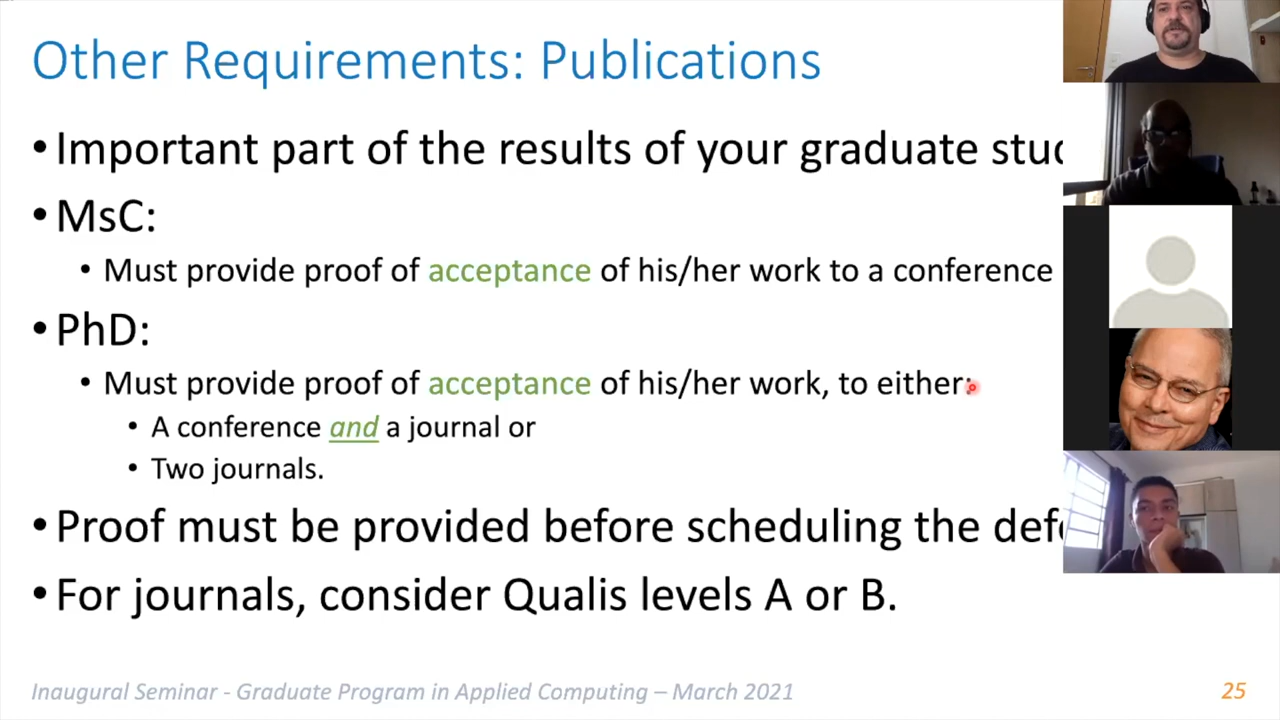 Other Requirements: Publications
• Important part of the results of your graduate
• MsC:
• Must provide proof of acceptance of his/her work to a conference
• PhD:
• Must provide proof of acceptance of his/her work, to either:
• A conference and a journal or
• Two journals.
• Proof must be provided before scheduling the
• For journals, consider Qualis levels A or B.
Inaugural Seminar - Graduate Program in Applied Computing – March 2021
25